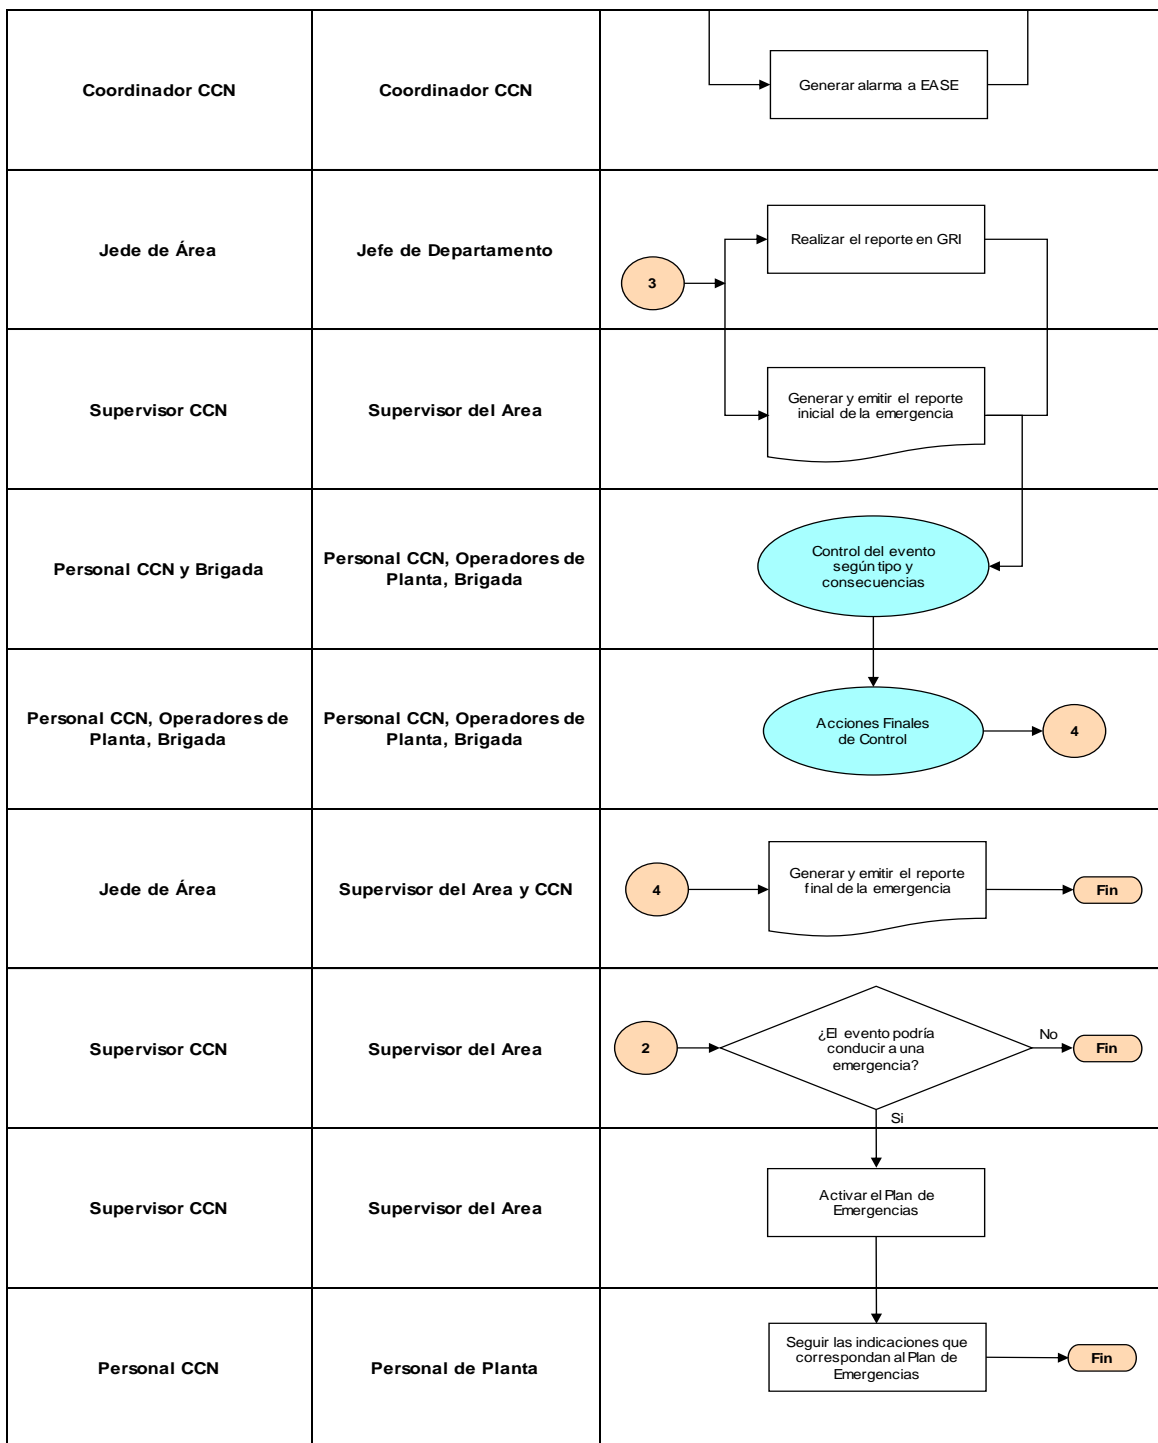 Coordinador CCN
Coordinador CCN
Generar alarma a EASE
Jede de Área
Jefe de Departamento
3
Realizar el reporte en GRI
Supervisor CCN
Supervisor del Area
Generar y emitir el reporte
inicial de la emergencia
Personal CCN y Brigada
Personal CCN, Operadores de
Planta, Brigada
Control del evento
según tipo y
consecuencias
Personal CCN, Operadores de
Planta, Brigada
Personal CCN, Operadores de
Planta, Brigada
Acciones Finales
de Control
4
Jede de Área
Supervisor del Area y CCN
4
Generar y emitir el reporte
final de la emergencia
Fin
Supervisor CCN
Supervisor del Area
2
¿El evento podría
conducir a una
emergencia?
No
Fin
Si
Supervisor CCN
Supervisor del Area
Activar el Plan de
Emergencias
Personal CCN
Personal de Planta
Seguir las indicaciones que
correspondan al Plan de
Emergencias
Fin